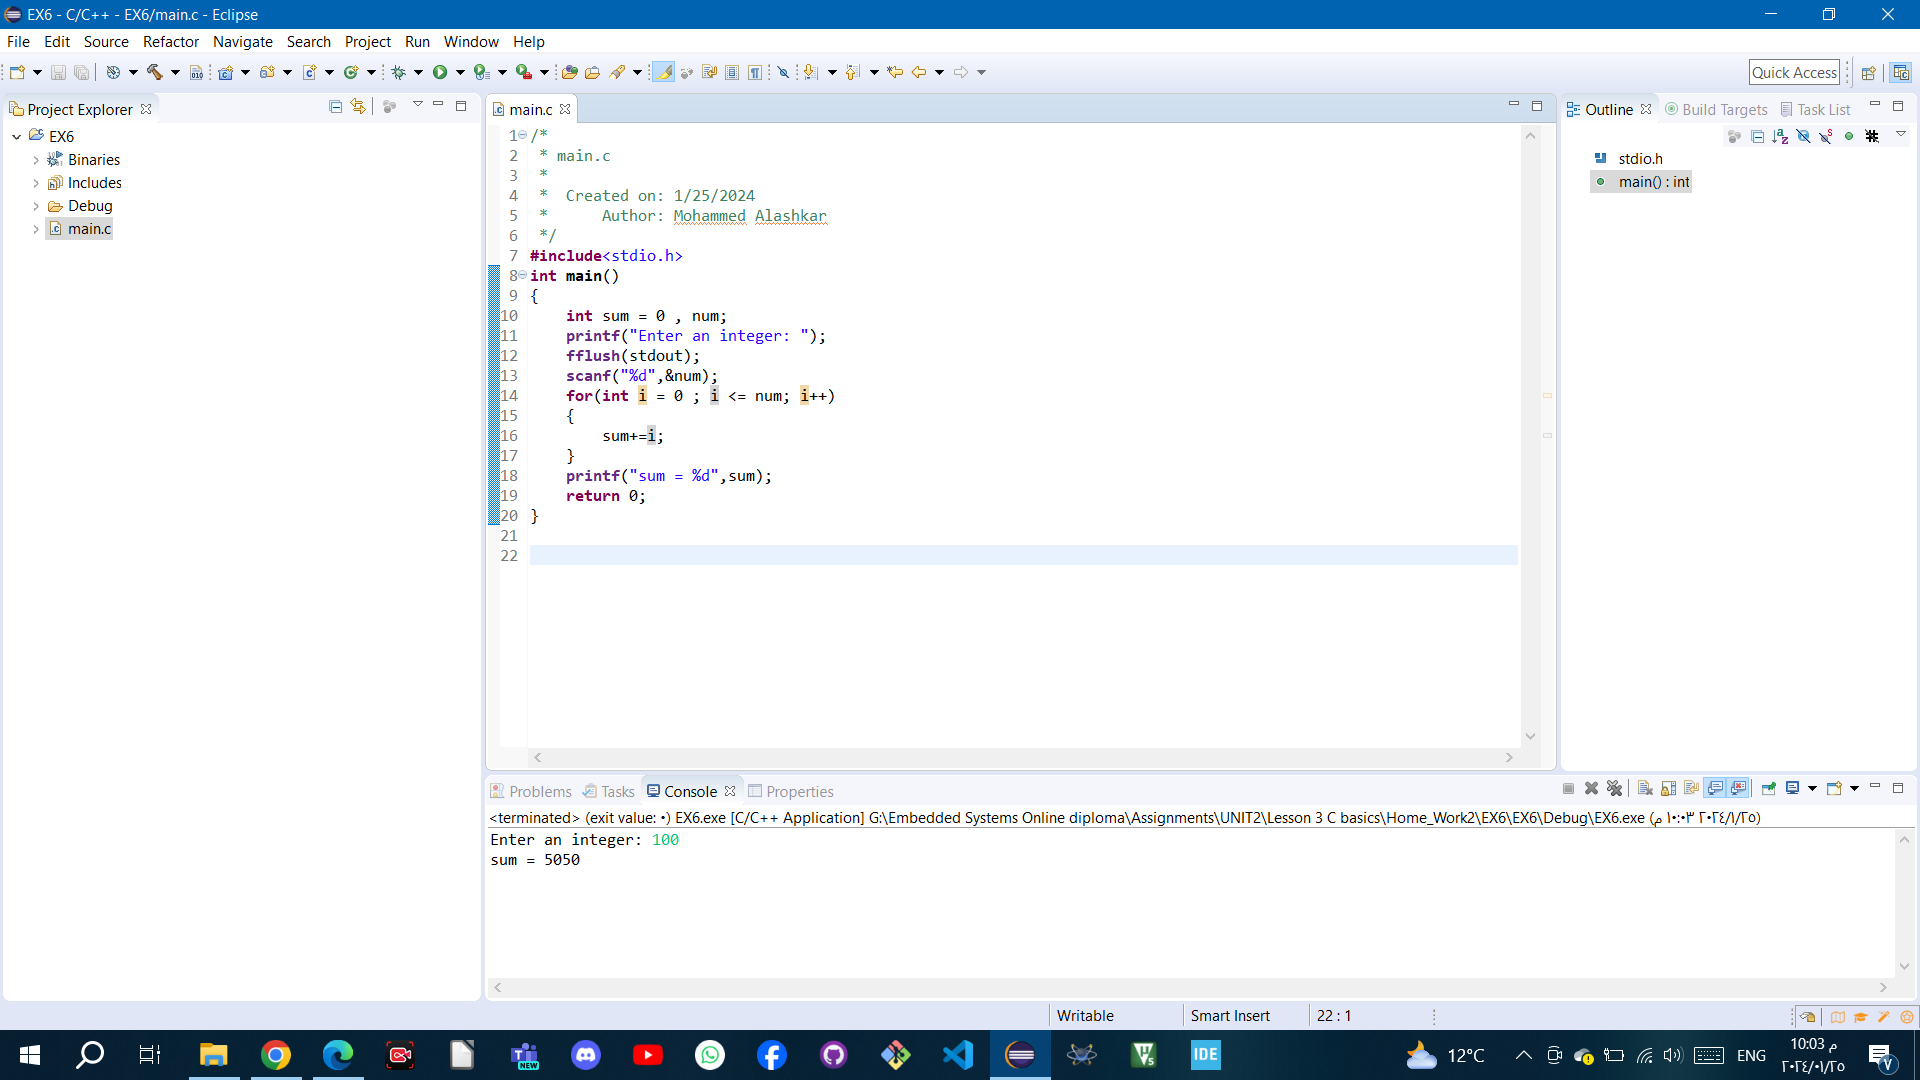 EX6 - C/C++ - EX6/main.c - Eclipse
File Edit Source Refactor Navigate Search Project Run Window Help
Quick Access
Project Explorer
EX6
Binaries
Includes
Debug
main.c
main.c
1 /*
2  * main.c
3  *
4  *  Created on: 1/25/2024
5  *      Author: Mohammed Alashkar
6  */
7 #include<stdio.h>
8 int main()
9 {
10     int sum = 0 , num;
11     printf("Enter an integer: ");
12     fflush(stdout);
13     scanf("%d",&num);
14     for(int i = 0 ; i <= num; i++)
15     {
16         sum+=i;
17     }
18     printf("sum = %d",sum);
19     return 0;
20 }
21
22
Outline Build Targets Task List
stdio.h
main() : int
Problems Tasks Console Properties
<terminated> (exit value: ٠) EX6.exe [C/C++ Application] G:\Embedded Systems Online diploma\Assignments\UNIT2\Lesson 3 C basics\Home_Work2\EX6\EX6\Debug\EX6.exe (٢٠٢٤/١/٢٥ ١٠:٠٣ م)
Enter an integer: 100
sum = 5050
Writable Smart Insert 22 : 1
NEW
IDE
12°C
ENG
10:03 م
٢٠٢٤/٠١/٢٥
V